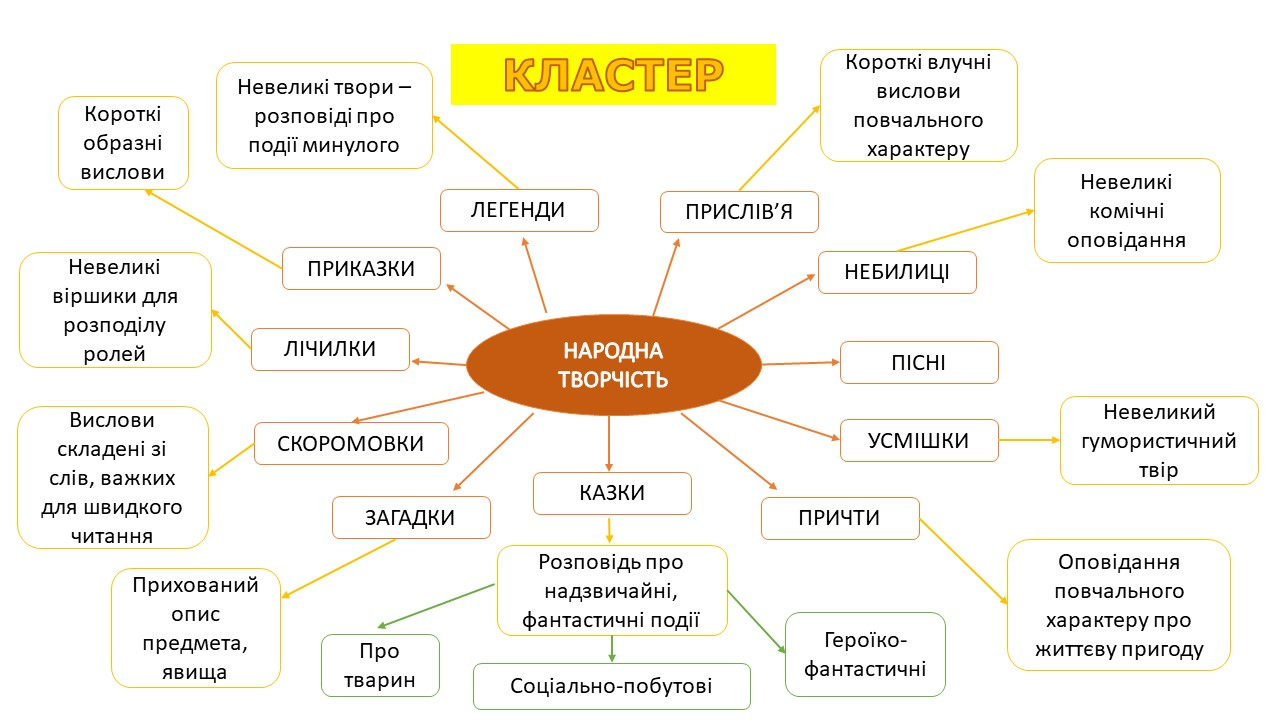 КЛАСТЕР
Невеликі твори –
розповіді про
події минулого
Короткі влучні
вислови
повчального
характеру
Короткі
образні
вислови
Невеликі
комічні
оповідання
ЛЕГЕНДИ
ПРИСЛІВ’Я
ПРИКАЗКИ
НЕБИЛИЦІ
Невеликі
віршики для
розподілу
ролей
ЛІЧИЛКИ
НАРОДНА
ТВОРЧІСТЬ
ПІСНІ
Вислови
складені зі
слів, важких
для швидкого
читання
СКОРОМОВКИ
УСМІШКИ
Невеликий
гумористичний
твір
ЗАГАДКИ
КАЗКИ
ПРИЧТИ
Прихований
опис
предмета,
явища
Розповідь про
надзвичайні,
фантастичні події
Оповідання
повчального
характеру про
життєву пригоду
Про
тварин
Соціально-побутові
Героїко-
фантастичні